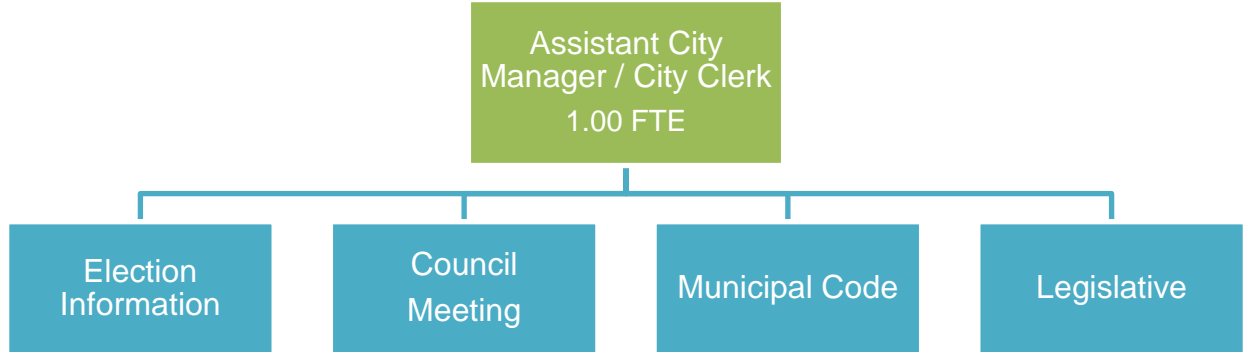 Assistant City
Manager / City Clerk
1.00 FTE
Election
Information
Council
Meeting
Municipal Code
Legislative